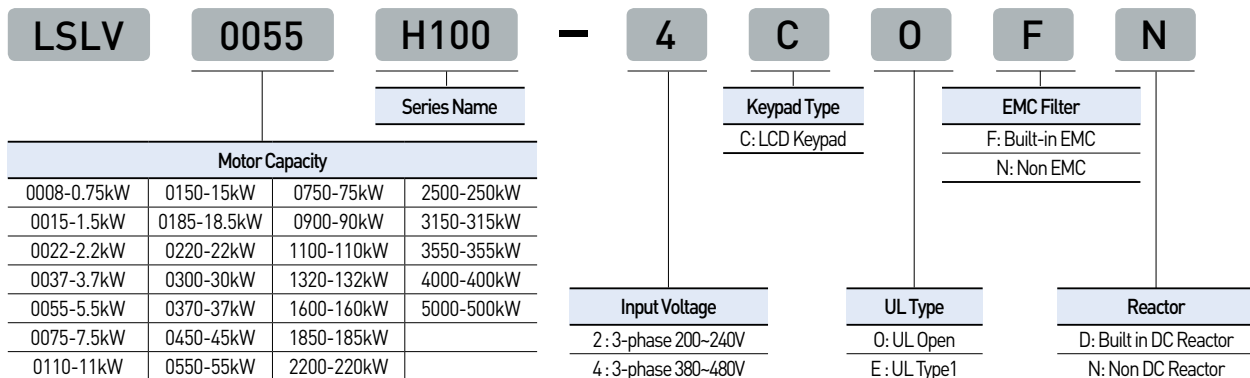 LSLV 0055 H100 – 4 C O F N
Series Name Keypad Type EMC Filter
C: LCD Keypad F: Built-in EMC
N: Non EMC
Motor Capacity
0008-0.75kW 0150-15kW 0750-75kW 2500-250kW
0015-1.5kW 0185-18.5kW 0900-90kW 3150-315kW
0022-2.2kW 0220-22kW 1100-110kW 3550-355kW
0037-3.7kW 0300-30kW 1320-132kW 4000-400kW
0055-5.5kW 0370-37kW 1600-160kW 5000-500kW
0075-7.5kW 0450-45kW 1850-185kW
0110-11kW 0550-55kW 2200-220kW
Input Voltage UL Type Reactor
2 : 3-phase 200~240V O: UL Open D: Built in DC Reactor
4 : 3-phase 380~480V E : UL Type1 N: Non DC Reactor